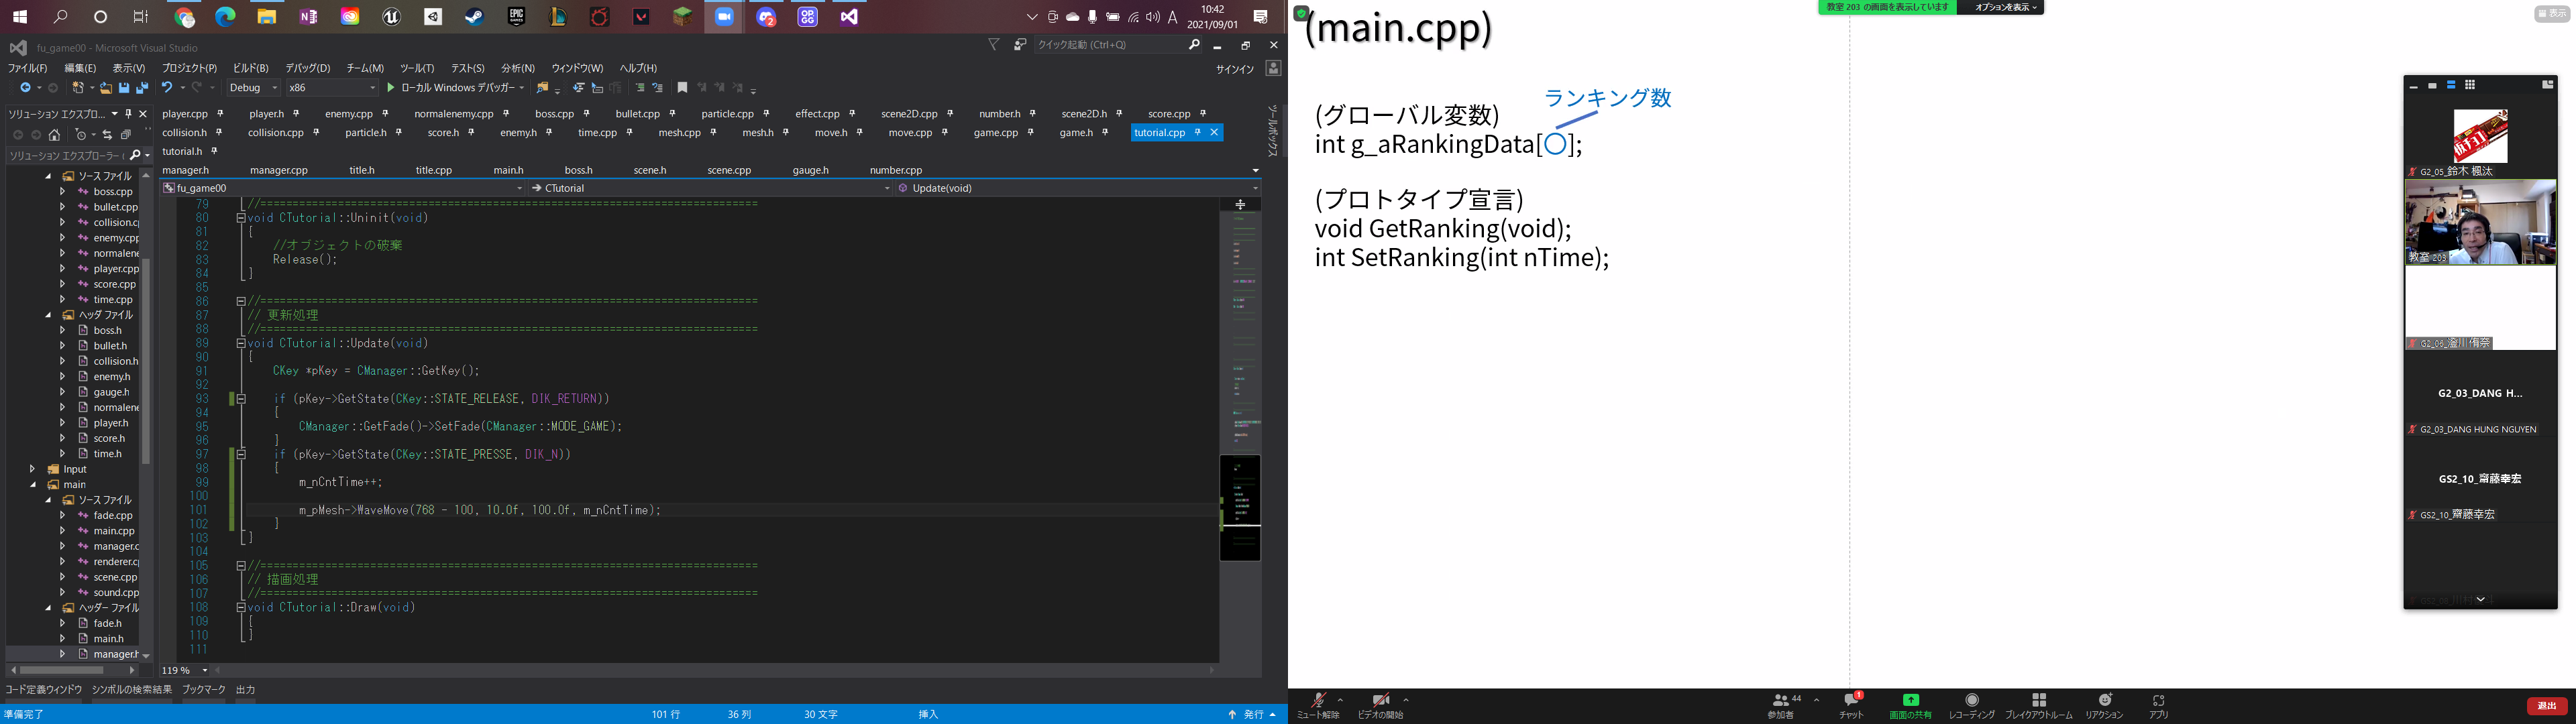 10:42
2021/09/01
fu_game00 - Microsoft Visual Studio
クイック起動 (Ctrl+Q)
ファイル(F) 編集(E) 表示(V) プロジェクト(P) ビルド(B) デバッグ(D) チーム(M) ツール(T) テスト(S) 分析(N) ウィンドウ(W) ヘルプ(H)
サインイン
Debug x86 ローカル Windows デバッガー
ソリューション エクスプロ...
ソリューション エクスプローラー (
ソース ファイル
boss.cpp
bullet.cpp
collision.c
enemy.cpp
normalene
player.cpp
score.cpp
time.cpp
ヘッダ ファイル
boss.h
bullet.h
collision.h
enemy.h
gauge.h
normalene
player.h
score.h
time.h
Input
main
ソース ファイル
fade.cpp
main.cpp
manager.c
renderer.c
scene.cpp
sound.cpp
ヘッダー ファイル
fade.h
main.h
manager.h
player.cpp player.h enemy.cpp normalenemy.cpp boss.cpp bullet.cpp particle.cpp effect.cpp scene2D.cpp number.h scene2D.h score.cpp
collision.h collision.cpp particle.h score.h enemy.h time.cpp mesh.cpp mesh.h move.h move.cpp game.cpp game.h tutorial.cpp
tutorial.h
manager.h manager.cpp title.h title.cpp main.h boss.h scene.h scene.cpp gauge.h number.cpp
ツールボックス
fu_game00 CTutorial Update(void)
79 //=============================================================================
80 void CTutorial::Uninit(void)
81 {
82 //オブジェクトの破棄
83 Release();
84 }
85
86 //=============================================================================
87 // 更新処理
88 //=============================================================================
89 void CTutorial::Update(void)
90 {
91 CKey *pKey = CManager::GetKey();
92
93 if (pKey->GetState(CKey::STATE_RELEASE, DIK_RETURN))
94 {
95 CManager::GetFade()->SetFade(CManager::MODE_GAME);
96 }
97 if (pKey->GetState(CKey::STATE_PRESSE, DIK_N))
98 {
99 m_nCntTime++;
100
101 m_pMesh->WaveMove(768 - 100, 10.0f, 100.0f, m_nCntTime);
102 }
103 }
104
105 //=============================================================================
106 // 描画処理
107 //=============================================================================
108 void CTutorial::Draw(void)
109 {
110 }
111
119 %
コード定義ウィンドウ シンボルの検索結果 ブックマーク 出力
準備完了 101 行 36 列 30 文字 挿入 発行
教室 203 の画面を表示しています オプションを表示
表示
(main.cpp)
ランキング数
(グローバル変数)
int g_aRankingData[〇];
(プロトタイプ宣言)
void GetRanking(void);
int SetRanking(int nTime);
板チョコ
G2_05_鈴木 楓汰
教室 203
G2_03_DANG H...
G2_03_DANG HUNG NGUYEN
GS2_10_齋藤幸宏
GS2_10_齋藤幸宏
ミュート解除 ビデオの開始 参加者 44 チャット 1 画面の共有 レコーディング ブレイクアウトルーム リアクション アプリ 退出